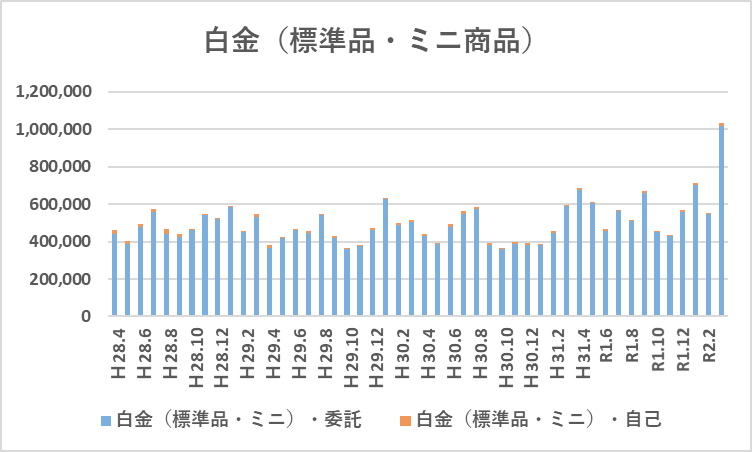 白金（標準品・ミニ商品）
1,200,000
1,000,000
800,000
600,000
400,000
200,000
0
H28.4
H28.6
H28.8
H28.10
H28.12
H29.2
H29.4
H29.6
H29.8
H29.10
H29.12
H30.2
H30.4
H30.6
H30.8
H30.10
H30.12
H31.2
H31.4
R1.6
R1.8
R1.10
R1.12
R2.2
白金（標準品・ミニ）・委託
白金（標準品・ミニ）・自己